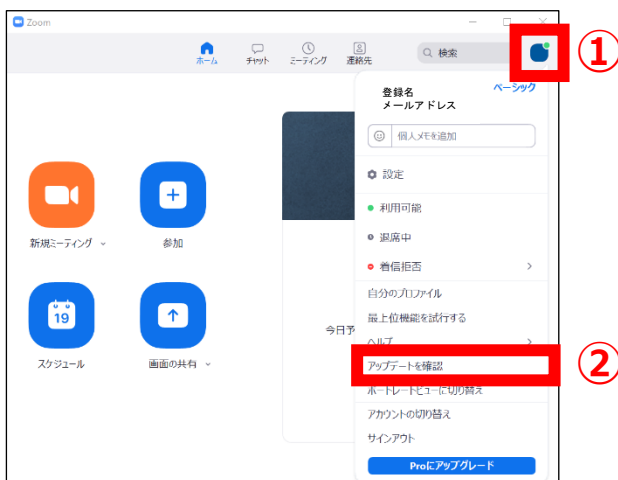 Zoom
ホーム
チャット
ミーティング
連絡先
検索
①
登録名
ベーシック
メールアドレス
個人メモを追加
設定
利用可能
退席中
着信拒否
自分のプロファイル
最上位機能を試行する
ヘルプ
アップデートを確認
②
ポートレートビューに切り替え
アカウントの切り替え
サインアウト
Proにアップグレード
新規ミーティング
参加
19
スケジュール
画面の共有
今日予